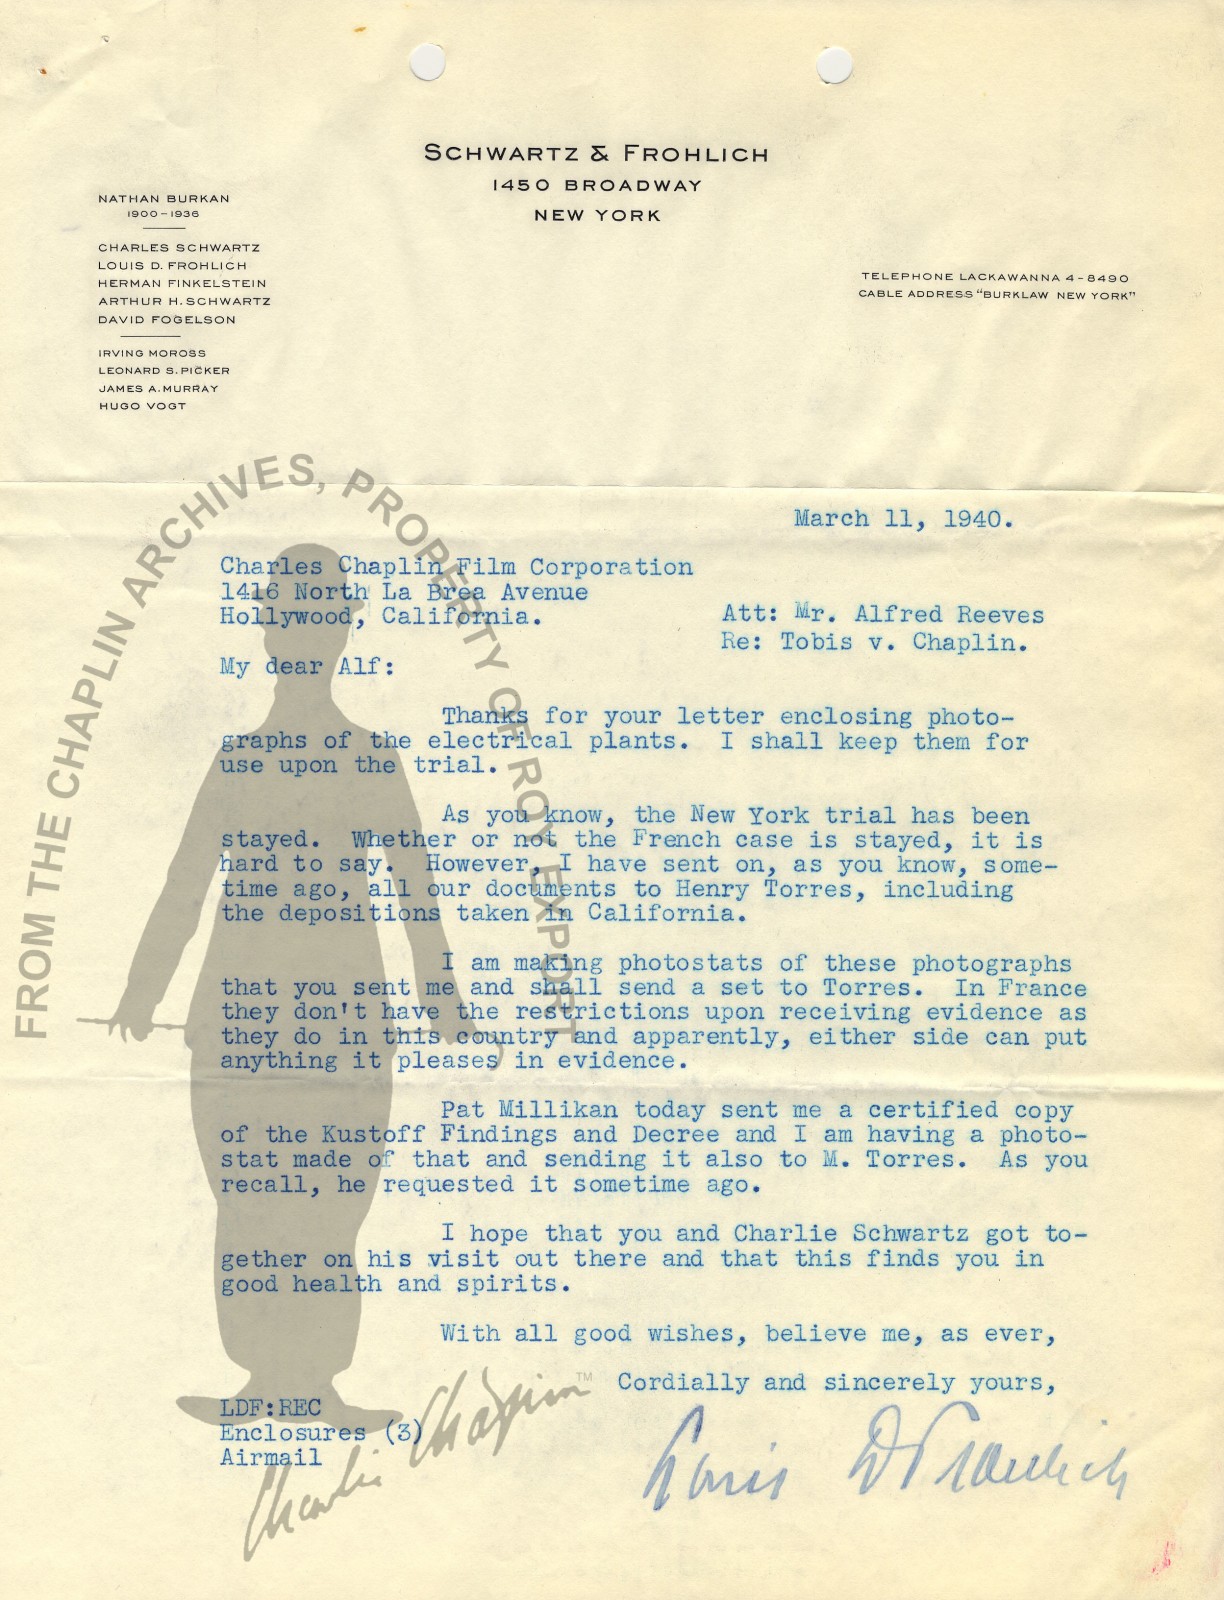 SCHWARTZ & FROHLICH
1450 BROADWAY
NEW YORK
NATHAN BURKAN
1900-1936
CHARLES SCHWARTZ
LOUIS D. FROHLICH
HERMAN FINKELSTEIN
ARTHUR H. SCHWARTZ
DAVID FOGELSON
IRVING MOROSS
LEONARD S. PICKER
JAMES A. MURRAY
HUGO VOGT
TELEPHONE LACKAWANNA 4-8490
CABLE ADDRESS "BURKLAW NEW YORK"
FROM THE CHAPLIN ARCHIVES, PROPERTY OF ROY EXPORT
March 11, 1940.
Charles Chaplin Film Corporation
1416 North La Brea Avenue
Hollywood, California.
Att: Mr. Alfred Reeves
Re: Tobis v. Chaplin.
My dear Alf:
Thanks for your letter enclosing photo-
graphs of the electrical plants. I shall keep them for
use upon the trial.
As you know, the New York trial has been
stayed. Whether or not the French case is stayed, it is
hard to say. However, I have sent on, as you know, some-
time ago, all our documents to Henry Torres, including
the depositions taken in California.
I am making photostats of these photographs
that you sent me and shall send a set to Torres. In France
they don't have the restrictions upon receiving evidence as
they do in this country and apparently, either side can put
anything it pleases in evidence.
Pat Millikan today sent me a certified copy
of the Kustoff Findings and Decree and I am having a photo-
stat made of that and sending it also to M. Torres. As you
recall, he requested it sometime ago.
I hope that you and Charlie Schwartz got to-
gether on his visit out there and that this finds you in
good health and spirits.
With all good wishes, believe me, as ever,
Cordially and sincerely yours,
LDF:REC
Enclosures (3)
Airmail
Charlie Chaplin ™
Louis D Frohlich